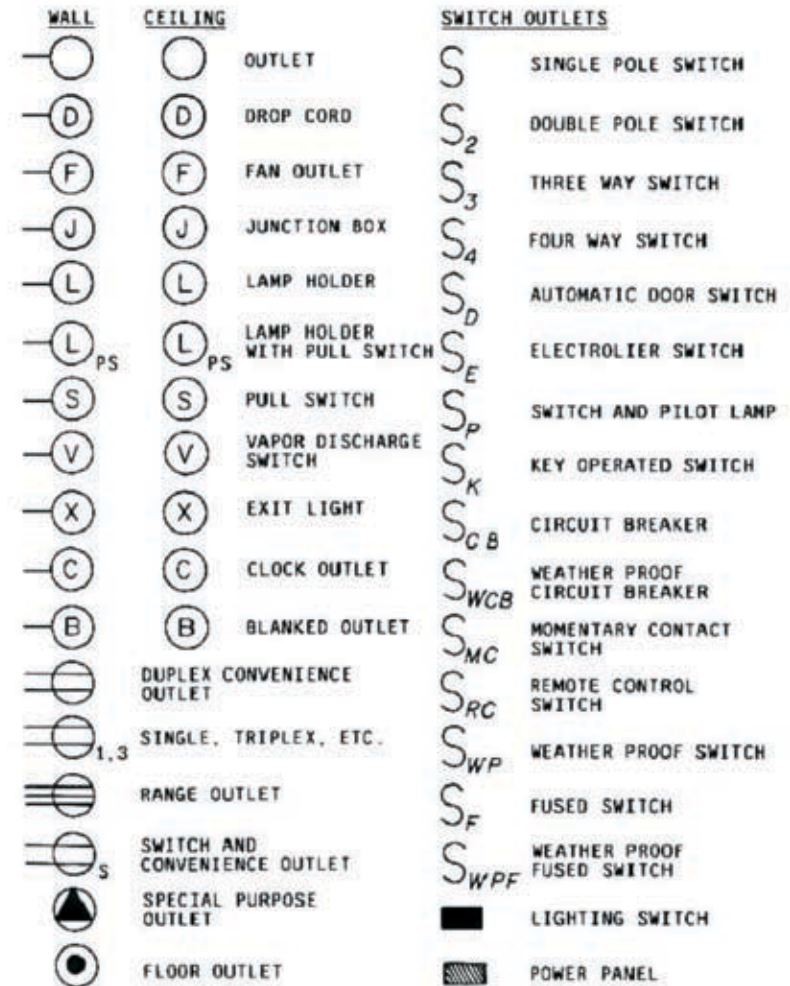 WALL CEILING
OUTLET
D D DROP CORD
F F FAN OUTLET
J J JUNCTION BOX
L L LAMP HOLDER
L PS L PS LAMP HOLDER
WITH PULL SWITCH
S S PULL SWITCH
V V VAPOR DISCHARGE
SWITCH
X X EXIT LIGHT
C C CLOCK OUTLET
B B BLANKED OUTLET
DUPLEX CONVENIENCE
OUTLET
1,3 SINGLE, TRIPLEX, ETC.
RANGE OUTLET
S SWITCH AND
CONVENIENCE OUTLET
SPECIAL PURPOSE
OUTLET
FLOOR OUTLET
SWITCH OUTLETS
S SINGLE POLE SWITCH
S2 DOUBLE POLE SWITCH
S3 THREE WAY SWITCH
S4 FOUR WAY SWITCH
SD AUTOMATIC DOOR SWITCH
SE ELECTROLIER SWITCH
SP SWITCH AND PILOT LAMP
SK KEY OPERATED SWITCH
SCB CIRCUIT BREAKER
SWCB WEATHER PROOF
CIRCUIT BREAKER
SMC MOMENTARY CONTACT
SWITCH
SRC REMOTE CONTROL
SWITCH
SWP WEATHER PROOF SWITCH
SF FUSED SWITCH
SWPF WEATHER PROOF
FUSED SWITCH
LIGHTING SWITCH
POWER PANEL